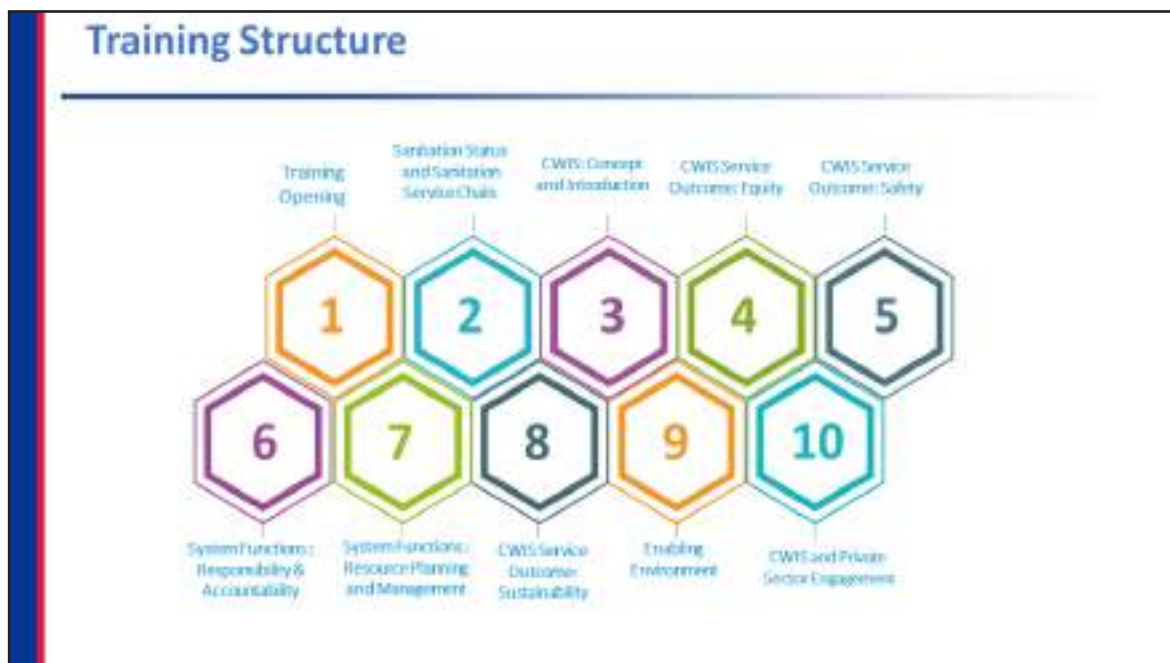 Training Structure
Training
Opening
Sanitation Status
and Sanitation
Service Chain
CWIS: Concept
and Introduction
CWIS Service
Outcome: Equity
CWIS Service
Outcome: Safety
1
2
3
4
5
6
7
8
9
10
System Functions :
Responsibility &
Accountability
System Functions :
Resource Planning
and Management
CWIS Service
Outcome:
Sustainability
Enabling
Environment
CWIS and Private
Sector Engagement